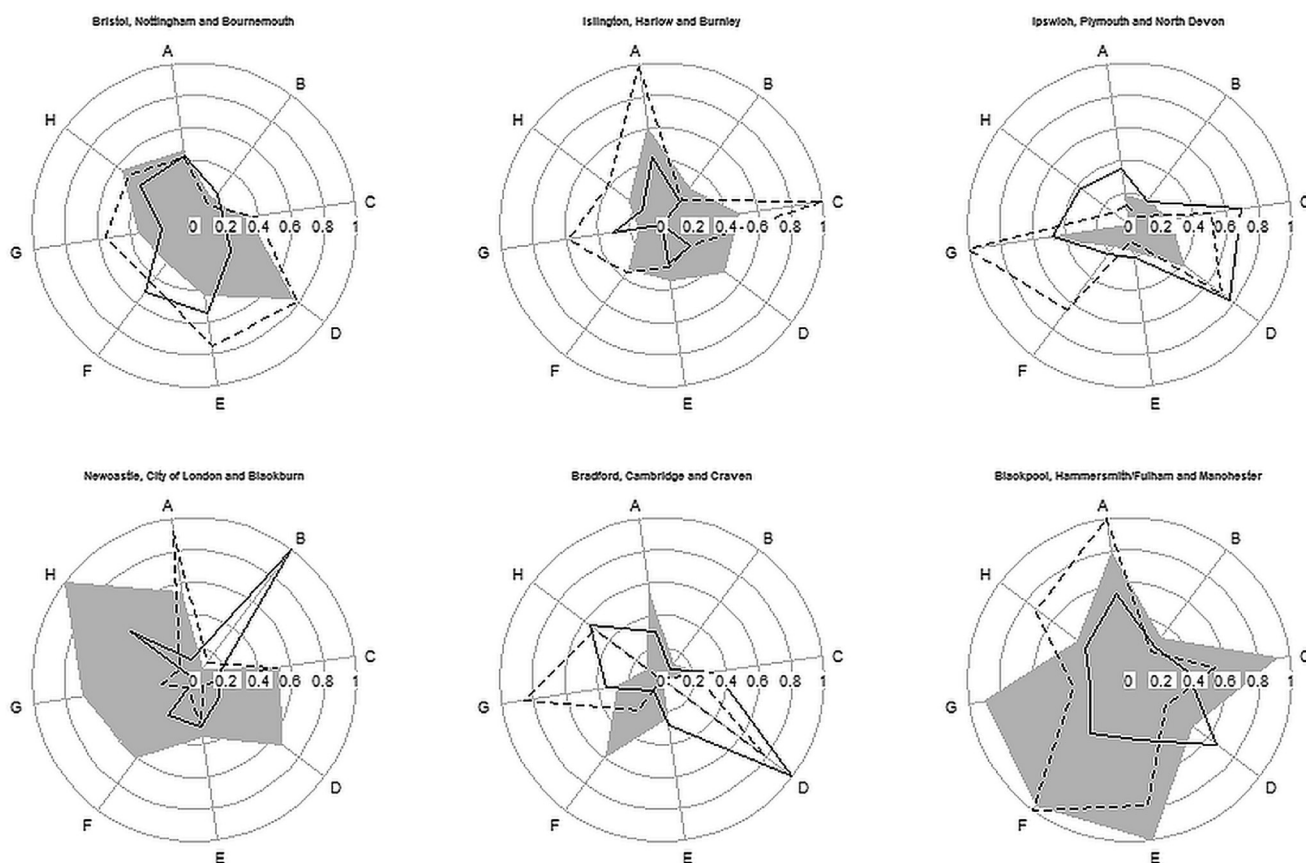 Bristol, Nottingham and Bournemouth
A
B
H
C
0 0.2 0.4 0.6 0.8 1
G
D
F
E
Islington, Harlow and Burnley
A
B
H
C
0 0.2 0.4 0.6 0.8 1
G
D
F
E
Ipswich, Plymouth and North Devon
A
B
H
C
0 0.2 0.4 0.6 0.8 1
G
D
F
E
Newcastle, City of London and Blackburn
A
B
H
C
0 0.2 0.4 0.6 0.8 1
G
D
F
E
Bradford, Cambridge and Craven
A
B
H
C
0 0.2 0.4 0.6 0.8 1
G
D
F
E
Blackpool, Hammersmith/Fulham and Manchester
A
B
H
C
0 0.2 0.4 0.6 0.8 1
G
D
F
E